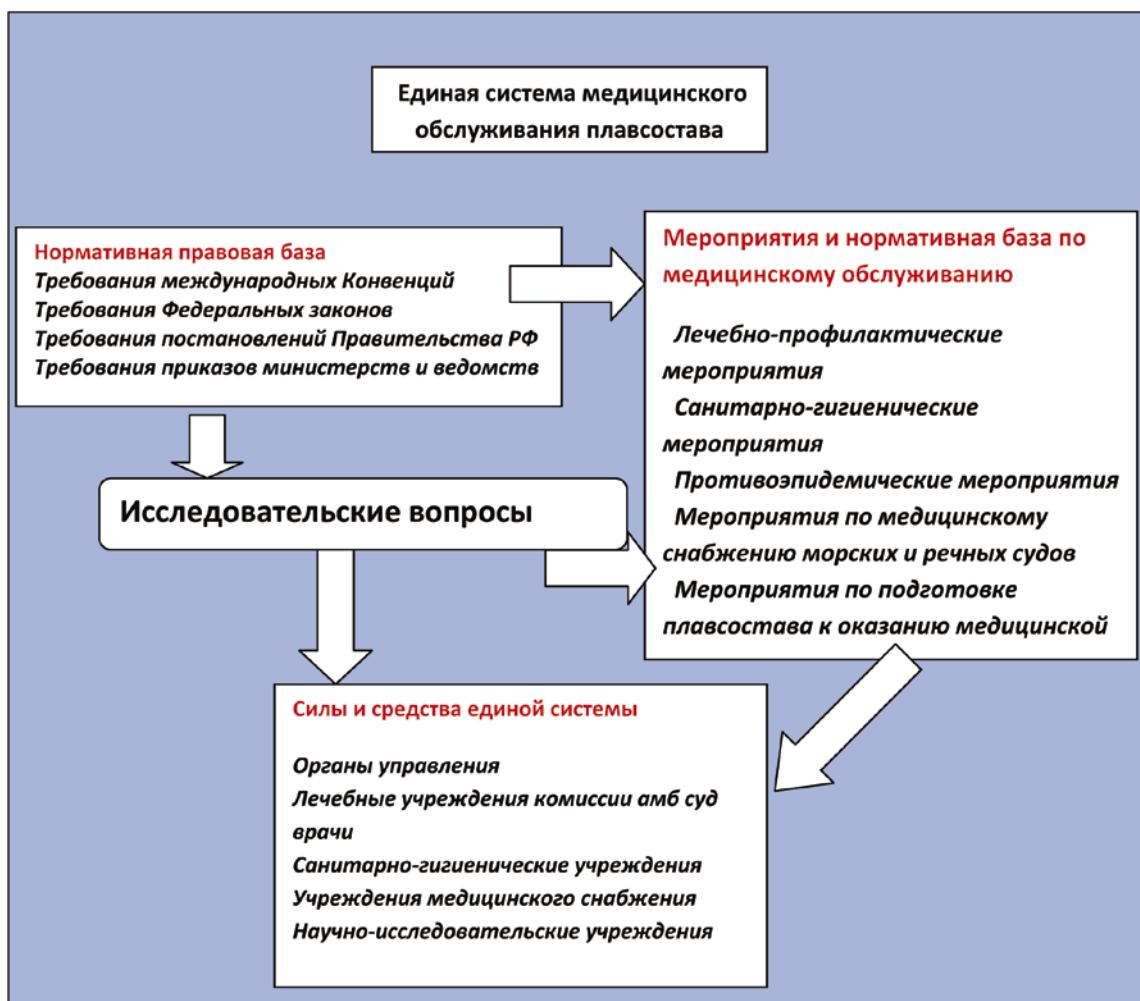 Единая система медицинского
обслуживания плавсостава
Нормативная правовая база
Требования международных Конвенций
Требования Федеральных законов
Требования постановлений Правительства РФ
Требования приказов министерств и ведомств
Мероприятия и нормативная база по
медицинскому обслуживанию
Лечебно-профилактические
мероприятия
Санитарно-гигиенические
мероприятия
Противоэпидемические мероприятия
Мероприятия по медицинскому
снабжению морских и речных судов
Мероприятия по подготовке
плавсостава к оказанию медицинской
Исследовательские вопросы
Силы и средства единой системы
Органы управления
Лечебные учреждения комиссии амб суд
врачи
Санитарно-гигиенические учреждения
Учреждения медицинского снабжения
Научно-исследовательские учреждения